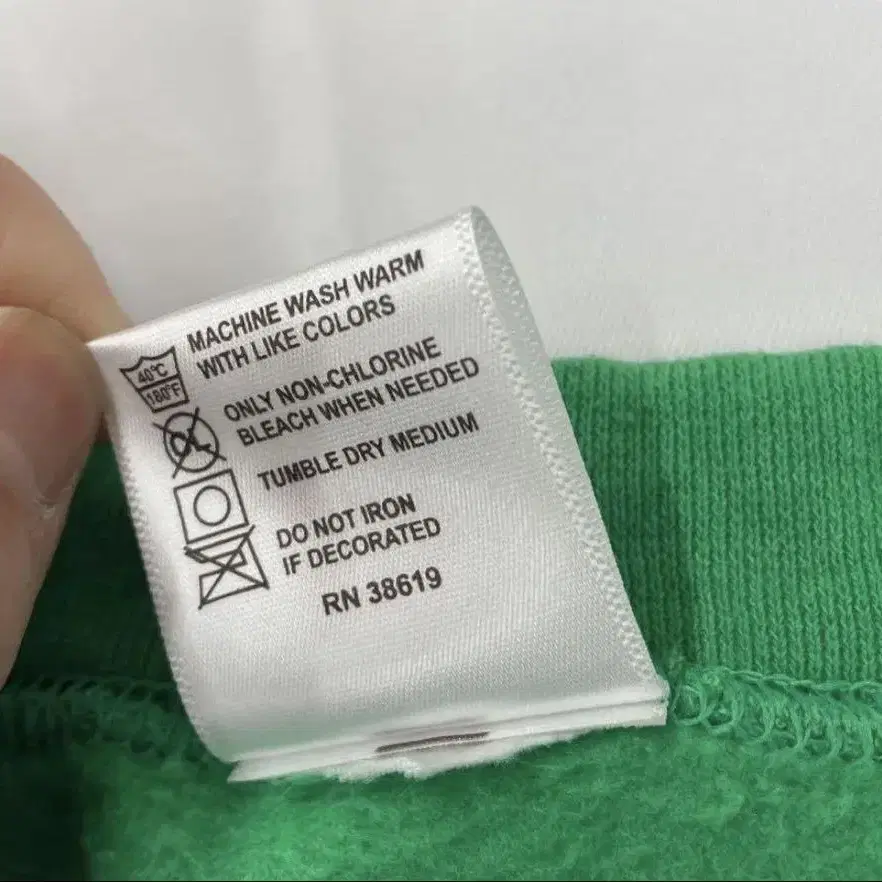 MACHINE WASH WARM
WITH LIKE COLORS
40°C
180°F
ONLY NON-CHLORINE
BLEACH WHEN NEEDED
CL
TUMBLE DRY MEDIUM
DO NOT IRON
IF DECORATED
RN 38619